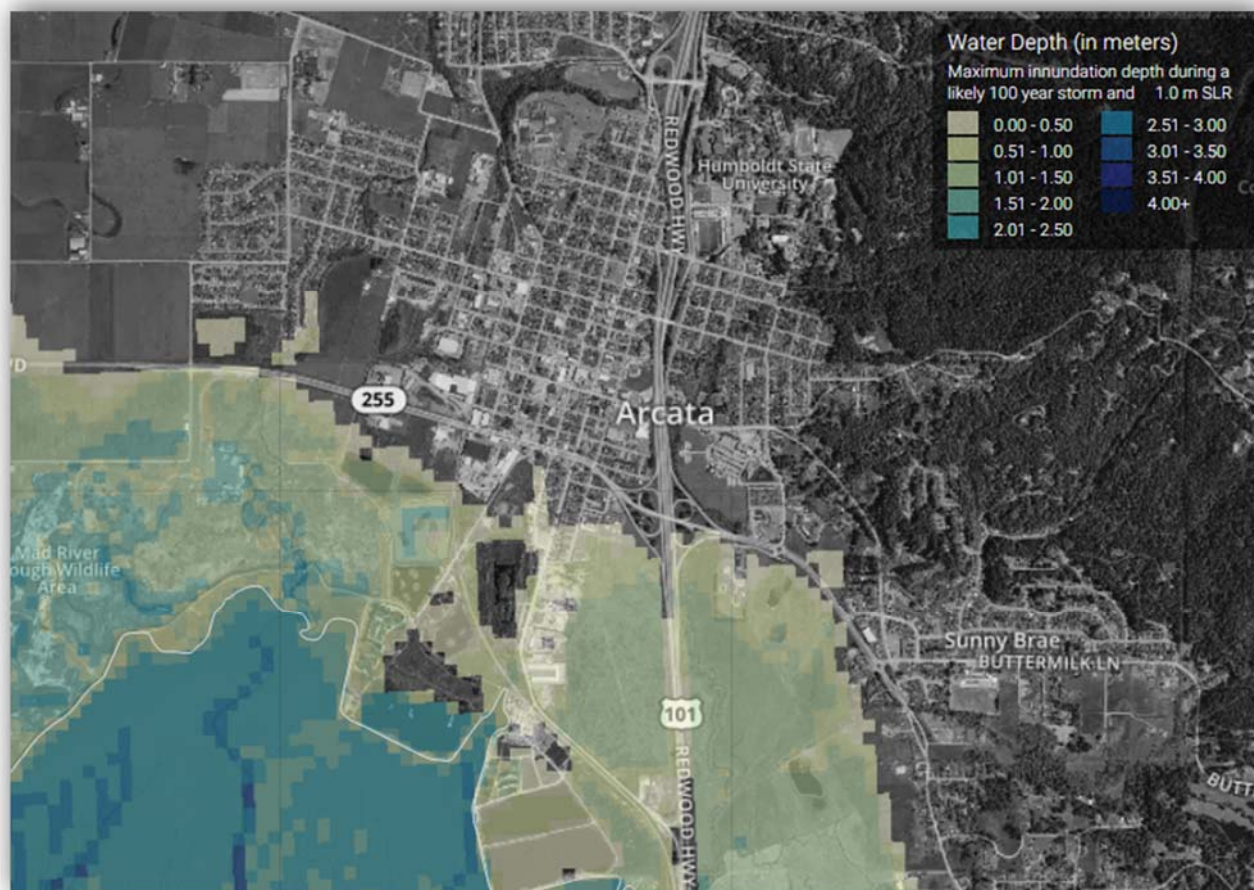 Water Depth (in meters)
Maximum innundation depth during a
likely 100 year storm and 1.0 m SLR
0.00 - 0.50
2.51 - 3.00
0.51 - 1.00
3.01 - 3.50
1.01 - 1.50
3.51 - 4.00
1.51 - 2.00
4.00+
2.01 - 2.50
REDWOOD HWY
Humboldt State
University
VD
255
Arcata
Mad River
ough Wildlife
Area
Sunny Brae
BUTTERMILK LN
101
REDWOOD HWY
BUTT